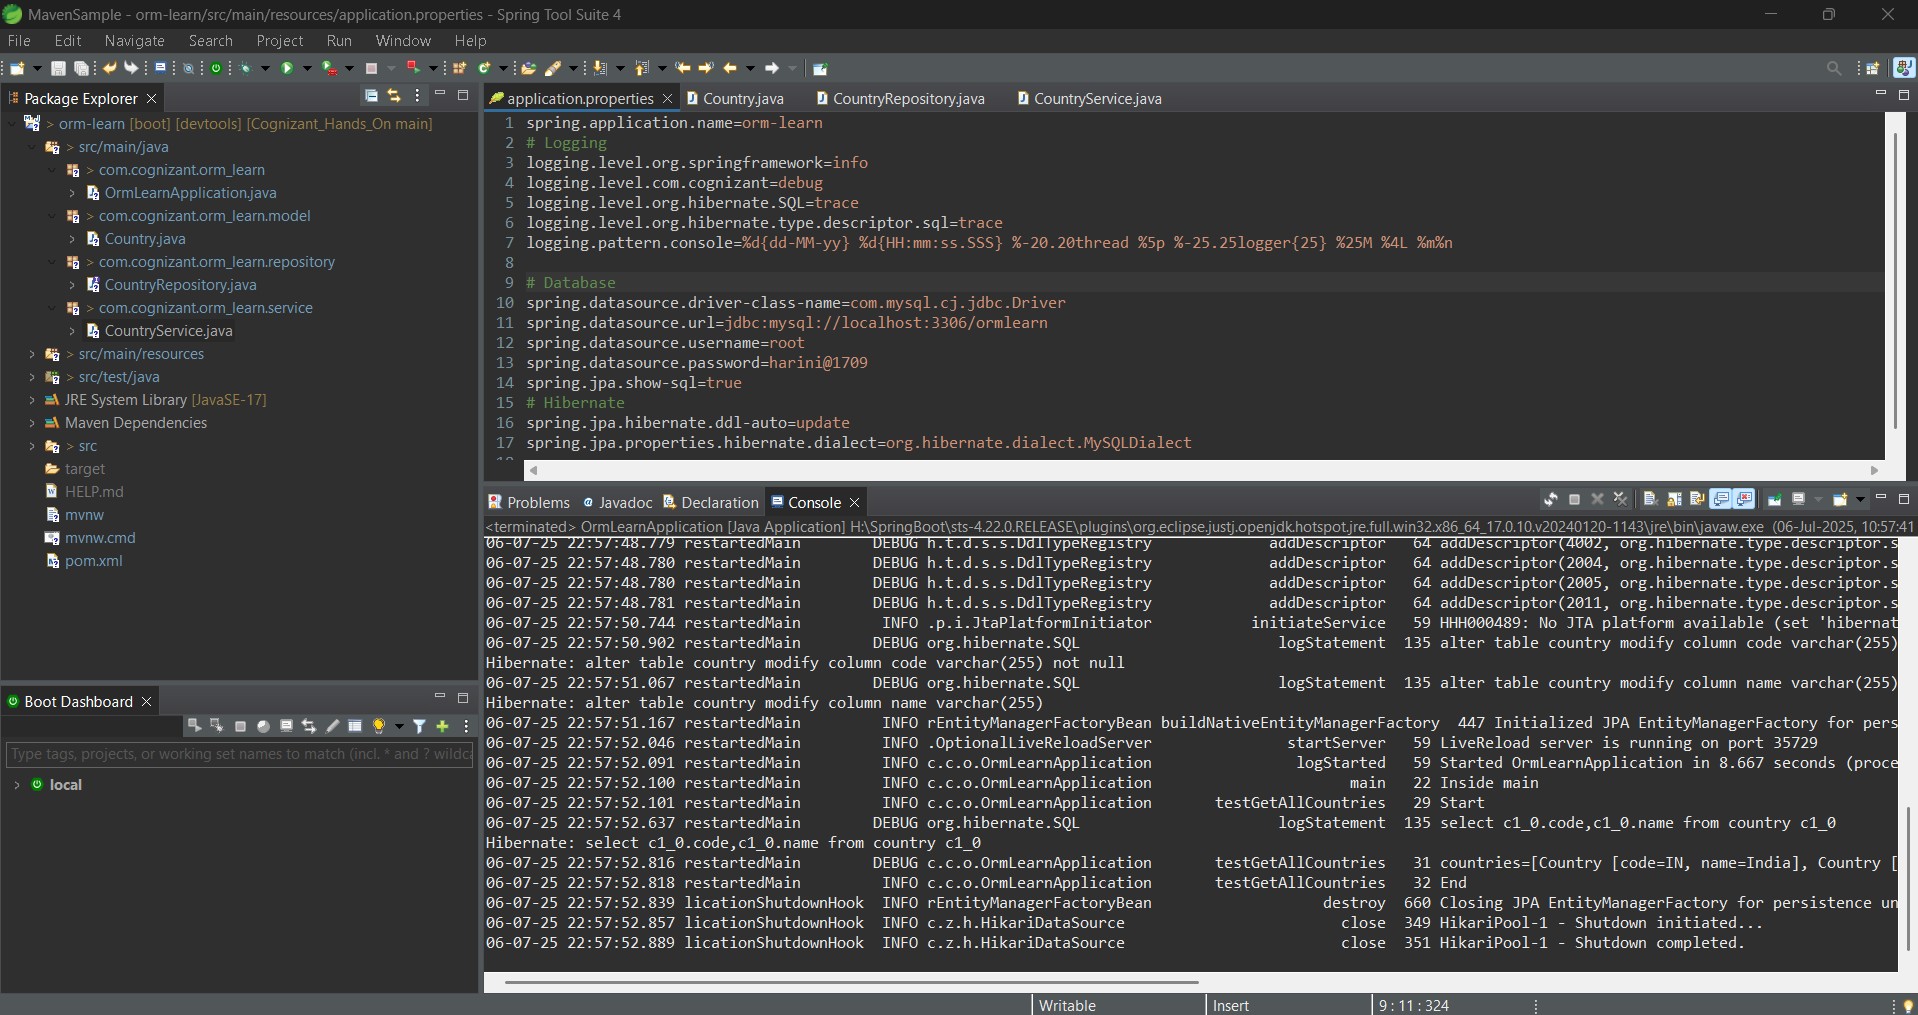 MavenSample - orm-learn/src/main/resources/application.properties - Spring Tool Suite 4
File Edit Navigate Search Project Run Window Help
Package Explorer
> orm-learn [boot] [devtools] [Cognizant_Hands_On main]
> src/main/java
> com.cognizant.orm_learn
> OrmLearnApplication.java
> com.cognizant.orm_learn.model
> Country.java
> com.cognizant.orm_learn.repository
> CountryRepository.java
> com.cognizant.orm_learn.service
> CountryService.java
> src/main/resources
> src/test/java
JRE System Library [JavaSE-17]
Maven Dependencies
> src
target
HELP.md
mvnw
mvnw.cmd
pom.xml
application.properties Country.java CountryRepository.java CountryService.java
1 spring.application.name=orm-learn
2 # Logging
3 logging.level.org.springframework=info
4 logging.level.com.cognizant=debug
5 logging.level.org.hibernate.SQL=trace
6 logging.level.org.hibernate.type.descriptor.sql=trace
7 logging.pattern.console=%d{dd-MM-yy} %d{HH:mm:ss.SSS} %-20.20thread %5p %-25.25logger{25} %25M %4L %m%n
8
9 # Database
10 spring.datasource.driver-class-name=com.mysql.cj.jdbc.Driver
11 spring.datasource.url=jdbc:mysql://localhost:3306/ormlearn
12 spring.datasource.username=root
13 spring.datasource.password=harini@1709
14 spring.jpa.show-sql=true
15 # Hibernate
16 spring.jpa.hibernate.ddl-auto=update
17 spring.jpa.properties.hibernate.dialect=org.hibernate.dialect.MySQLDialect
Problems Javadoc Declaration Console
<terminated> OrmLearnApplication [Java Application] H:\SpringBoot\sts-4.22.0.RELEASE\plugins\org.eclipse.justj.openjdk.hotspot.jre.full.win32.x86_64_17.0.10.v20240120-1143\jre\bin\javaw.exe (06-Jul-2025, 10:57:41
06-07-25 22:57:48.779 restartedMain DEBUG h.t.d.s.s.DdlTypeRegistry addDescriptor 64 addDescriptor(4002, org.hibernate.type.descriptor.s
06-07-25 22:57:48.780 restartedMain DEBUG h.t.d.s.s.DdlTypeRegistry addDescriptor 64 addDescriptor(2004, org.hibernate.type.descriptor.s
06-07-25 22:57:48.780 restartedMain DEBUG h.t.d.s.s.DdlTypeRegistry addDescriptor 64 addDescriptor(2005, org.hibernate.type.descriptor.s
06-07-25 22:57:48.781 restartedMain DEBUG h.t.d.s.s.DdlTypeRegistry addDescriptor 64 addDescriptor(2011, org.hibernate.type.descriptor.s
06-07-25 22:57:50.744 restartedMain INFO .p.i.JtaPlatformInitiator initiateService 59 HHH000489: No JTA platform available (set 'hibernat
06-07-25 22:57:50.902 restartedMain DEBUG org.hibernate.SQL logStatement 135 alter table country modify column code varchar(255)
Hibernate: alter table country modify column code varchar(255) not null
06-07-25 22:57:51.067 restartedMain DEBUG org.hibernate.SQL logStatement 135 alter table country modify column name varchar(255)
Hibernate: alter table country modify column name varchar(255)
06-07-25 22:57:51.167 restartedMain INFO rEntityManagerFactoryBean buildNativeEntityManagerFactory 447 Initialized JPA EntityManagerFactory for pers
06-07-25 22:57:52.046 restartedMain INFO .OptionalLiveReloadServer startServer 59 LiveReload server is running on port 35729
06-07-25 22:57:52.091 restartedMain INFO c.c.o.OrmLearnApplication logStarted 59 Started OrmLearnApplication in 8.667 seconds (proce
06-07-25 22:57:52.100 restartedMain INFO c.c.o.OrmLearnApplication main 22 Inside main
06-07-25 22:57:52.101 restartedMain INFO c.c.o.OrmLearnApplication testGetAllCountries 29 Start
06-07-25 22:57:52.637 restartedMain DEBUG org.hibernate.SQL logStatement 135 select c1_0.code,c1_0.name from country c1_0
Hibernate: select c1_0.code,c1_0.name from country c1_0
06-07-25 22:57:52.816 restartedMain DEBUG c.c.o.OrmLearnApplication testGetAllCountries 31 countries=[Country [code=IN, name=India], Country [
06-07-25 22:57:52.818 restartedMain INFO c.c.o.OrmLearnApplication testGetAllCountries 32 End
06-07-25 22:57:52.839 licationShutdownHook INFO rEntityManagerFactoryBean destroy 660 Closing JPA EntityManagerFactory for persistence un
06-07-25 22:57:52.857 licationShutdownHook INFO c.z.h.HikariDataSource close 349 HikariPool-1 - Shutdown initiated...
06-07-25 22:57:52.889 licationShutdownHook INFO c.z.h.HikariDataSource close 351 HikariPool-1 - Shutdown completed.
Boot Dashboard
Type tags, projects, or working set names to match (incl. * and ? wildca
local
Writable Insert 9 : 11 : 324